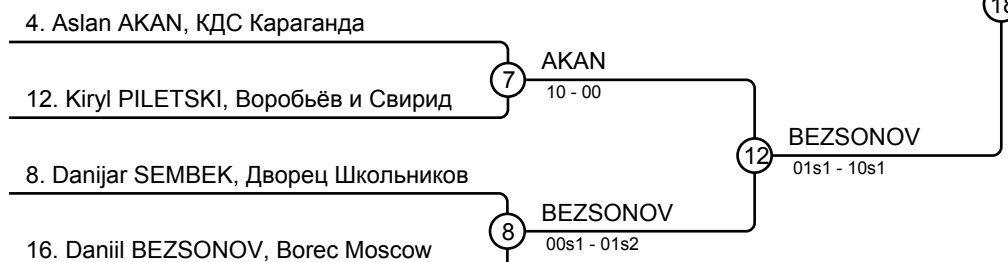 18
4. Aslan AKAN, КДС Караганда
AKAN
7
10 - 00
12. Kiryl PILETSKI, Воробьёв и Свирид
BEZSONOV
12
01s1 - 10s1
8. Danijar SEMBEK, Дворец Школьников
BEZSONOV
8
00s1 - 01s2
16. Daniil BEZSONOV, Borec Moscow